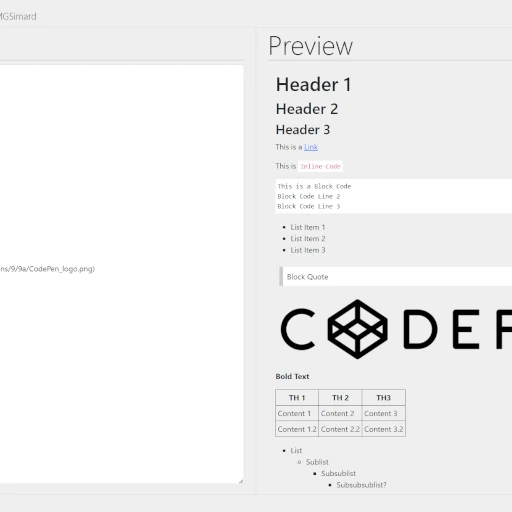 MGSimard
Preview
Header 1
Header 2
Header 3
This is a Link
This is Inline Code
This is a Block Code
Block Code Line 2
Block Code Line 3
List Item 1
List Item 2
List Item 3
ns/9/9a/CodePen_logo.png)
Block Quote
CODEP
Bold Text
TH 1 TH 2 TH3
Content 1 Content 2 Content 3
Content 1.2 Content 2.2 Content 3.2
List
Sublist
Subsublist
Subsubsublist?